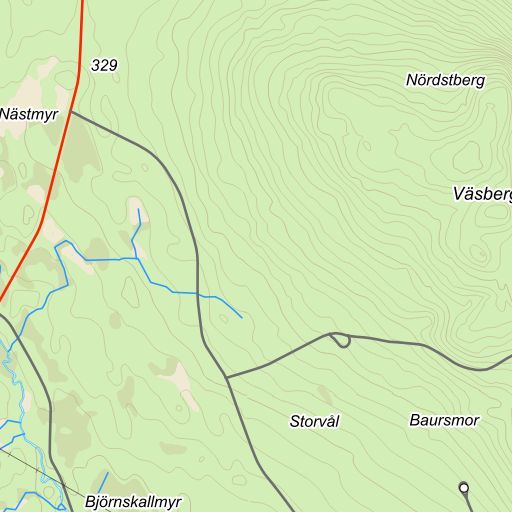 329
Nördstberg
Nästmyr
Väsberg
Storvål
Baursmor
Björnskallmyr